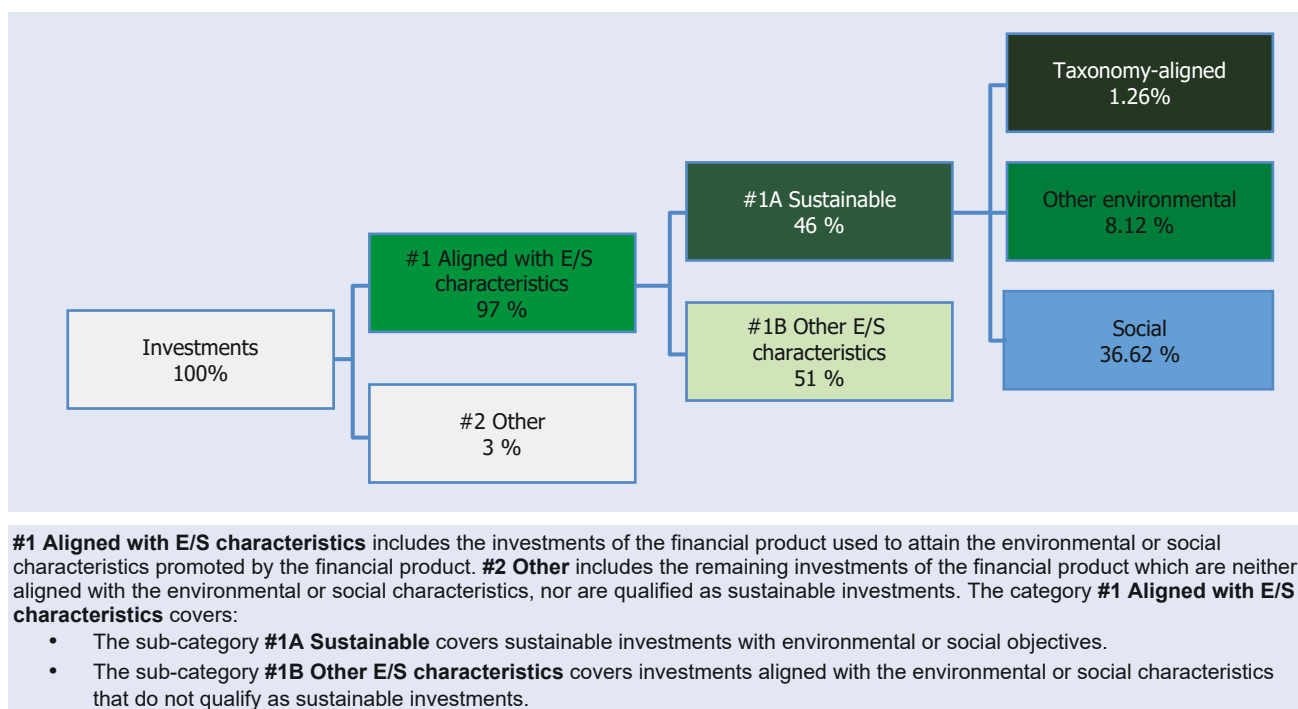 Investments
100%
#1 Aligned with E/S
characteristics
97 %
#2 Other
3 %
#1A Sustainable
46 %
#1B Other E/S
characteristics
51 %
Taxonomy-aligned
1.26%
Other environmental
8.12 %
Social
36.62 %
#1 Aligned with E/S characteristics includes the investments of the financial product used to attain the environmental or social
characteristics promoted by the financial product. #2 Other includes the remaining investments of the financial product which are neither
aligned with the environmental or social characteristics, nor are qualified as sustainable investments. The category #1 Aligned with E/S
characteristics covers:
• The sub-category #1A Sustainable covers sustainable investments with environmental or social objectives.
• The sub-category #1B Other E/S characteristics covers investments aligned with the environmental or social characteristics
that do not qualify as sustainable investments.